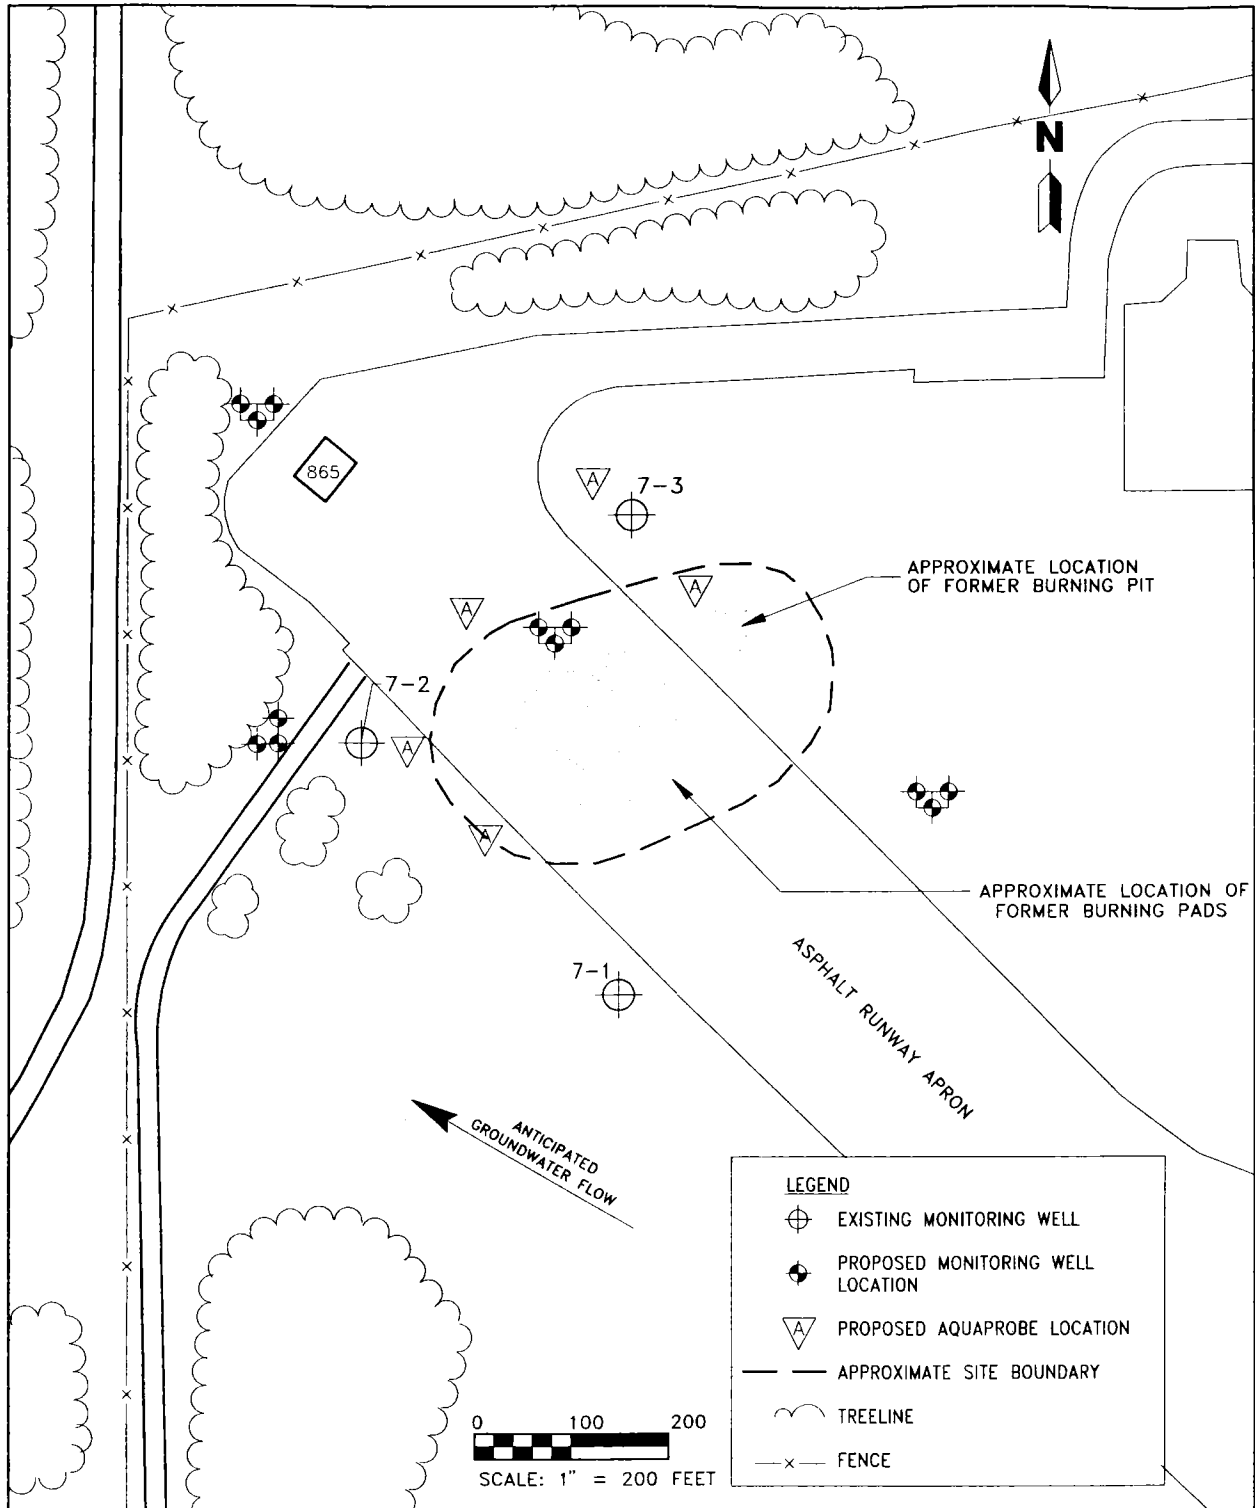 N
865
A
7-3
APPROXIMATE LOCATION
OF FORMER BURNING PIT
A
A
7-2
A
A
APPROXIMATE LOCATION OF
FORMER BURNING PADS
7-1
ASPHALT RUNWAY APRON
ANTICIPATED
GROUNDWATER FLOW
LEGEND
EXISTING MONITORING WELL
PROPOSED MONITORING WELL
LOCATION
A PROPOSED AQUAPROBE LOCATION
APPROXIMATE SITE BOUNDARY
TREELINE
FENCE
0 100 200
SCALE: 1" = 200 FEET